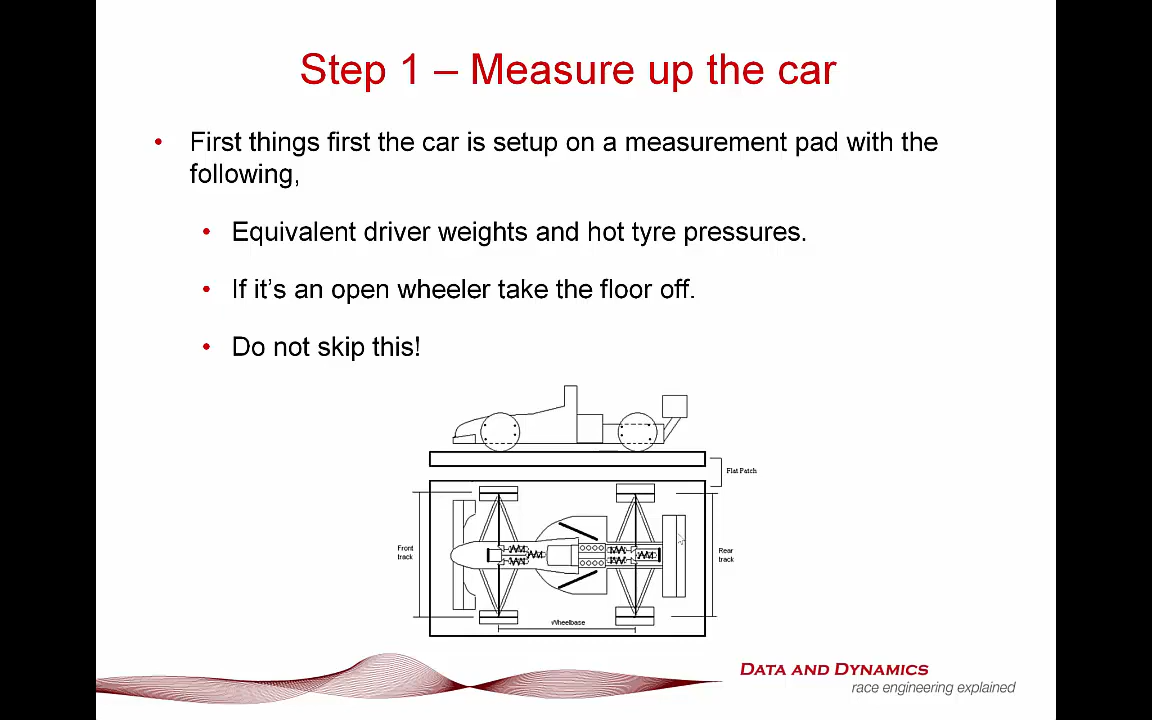 Step 1 – Measure up the car
• First things first the car is setup on a measurement pad with the
following,
• Equivalent driver weights and hot tyre pressures.
• If it's an open wheeler take the floor off.
• Do not skip this!
Flat Patch
Front
track
Rear
track
Wheelbase
DATA AND DYNAMICS
race engineering explained